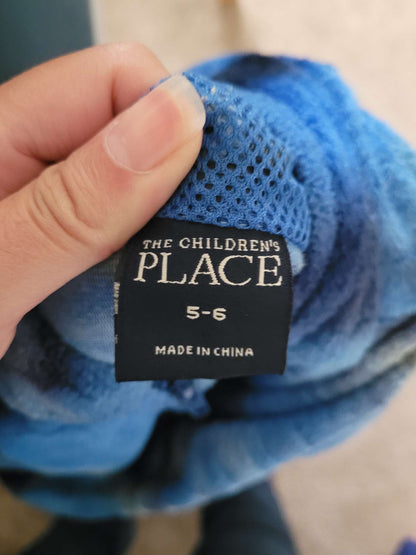 THE CHILDREN'S
PLACE
5-6
MADE IN CHINA